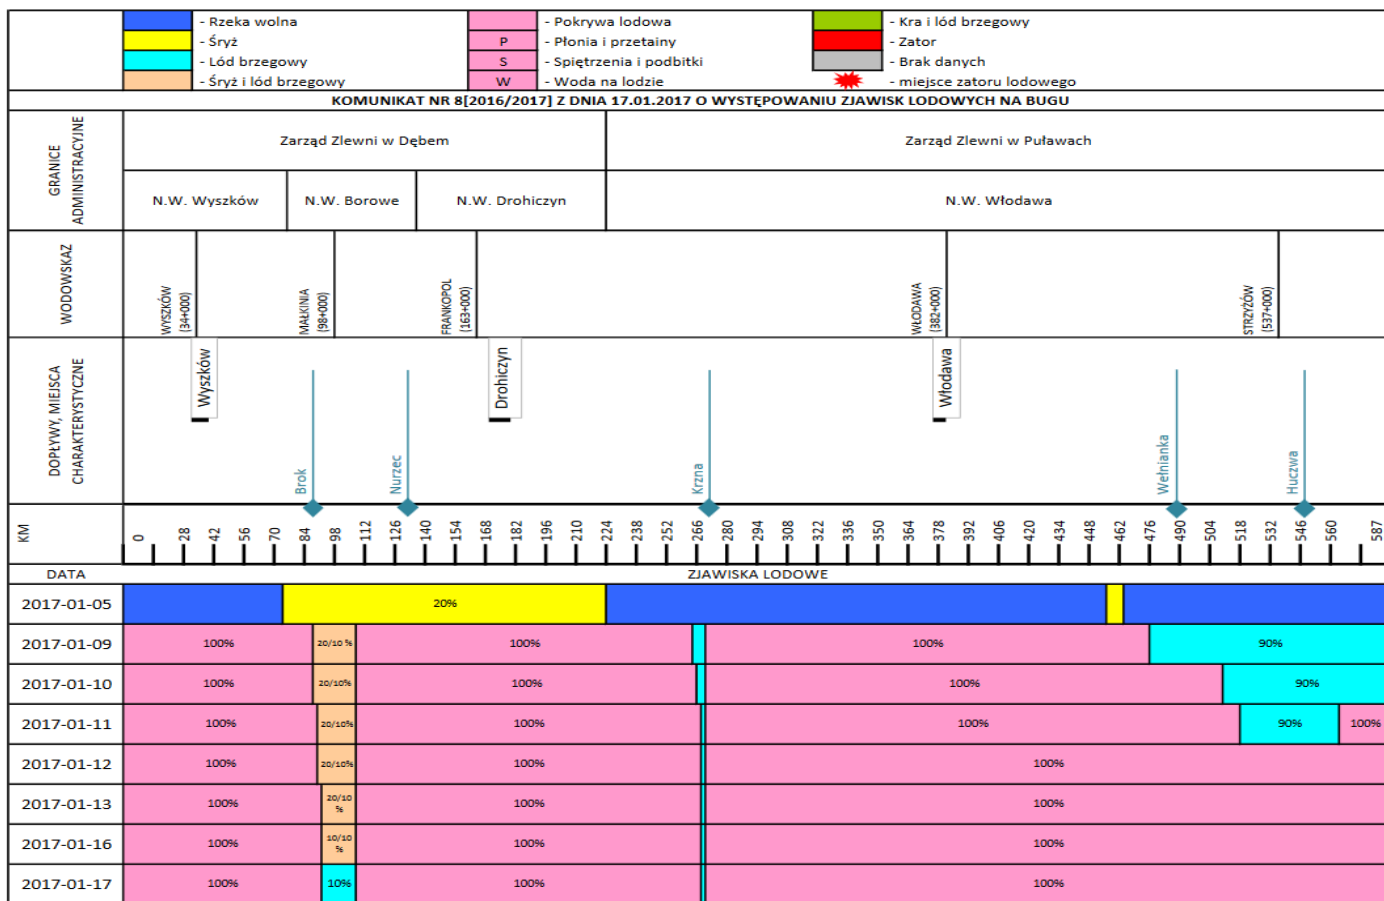 - Rzeka wolna
- Pokrywa lodowa
- Kra i lód brzegowy
- Śryż
P - Płonia i przetainy
- Zator
- Lód brzegowy
S - Spiętrzenia i podbitki
- Brak danych
- Śryż i lód brzegowy
W - Woda na lodzie
- miejsce zatoru lodowego
KOMUNIKAT NR 8[2016/2017] Z DNIA 17.01.2017 O WYSTĘPOWANIU ZJAWISK LODOWYCH NA BUGU
GRANICE
ADMINISTRACYJNE
Zarząd Zlewni w Dębem
Zarząd Zlewni w Puławach
N.W. Wyszków
N.W. Borowe
N.W. Drohiczyn
N.W. Włodawa
WODOWSKAZ
WYSZKÓW
(34+000)
MAŁKINIA
(98+000)
FRANKOPOL
(163+000)
WŁODAWA
(382+000)
STRZYŻÓW
(537+000)
DOPŁYWY, MIEJSCA
CHARAKTERYSTYCZNE
Wyszków
Brok
Nurzec
Drohiczyn
Krzna
Włodawa
Wełnianka
Huczwa
KM
0 28 42 56 70 84 98 112 126 140 154 168 182 196 210 224 238 252 266 280 294 308 322 336 350 364 378 392 406 420 434 448 462 476 490 504 518 532 546 560 587
DATA ZJAWISKA LODOWE
2017-01-05 20%
2017-01-09 100% 20/10 % 100% 100% 90%
2017-01-10 100% 20/10% 100% 100% 90%
2017-01-11 100% 20/10% 100% 100% 90% 100%
2017-01-12 100% 20/10% 100% 100%
2017-01-13 100% 20/10 % 100% 100%
2017-01-16 100% 10/10 % 100% 100%
2017-01-17 100% 10% 100% 100%